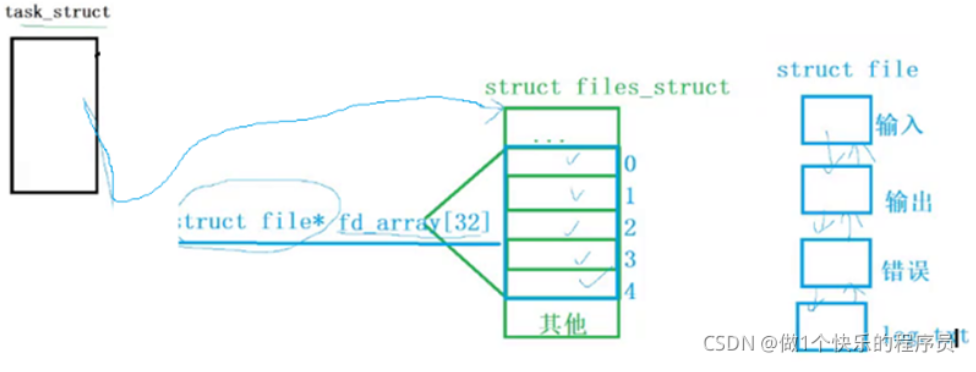 task_struct
struct files_struct
...
0
1
2
3
4
其他
struct file* fd_array[32]
struct file
输入
输出
错误
log.txt
CSDN @做1个快乐的程序员